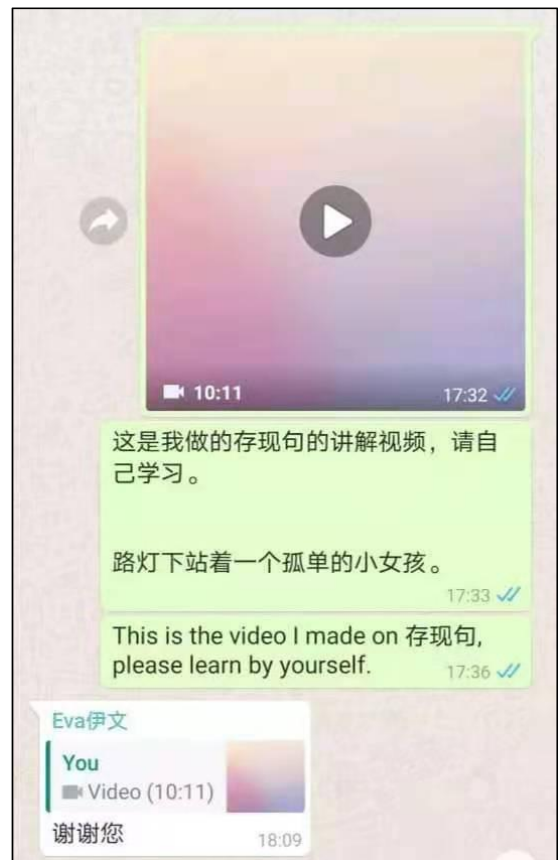 10:11
17:32
这是我做的存现句的讲解视频，请自
己学习。
路灯下站着一个孤单的小女孩。
17:33
This is the video I made on 存现句,
please learn by yourself.
17:36
Eva伊文
You
Video (10:11)
谢谢您
18:09